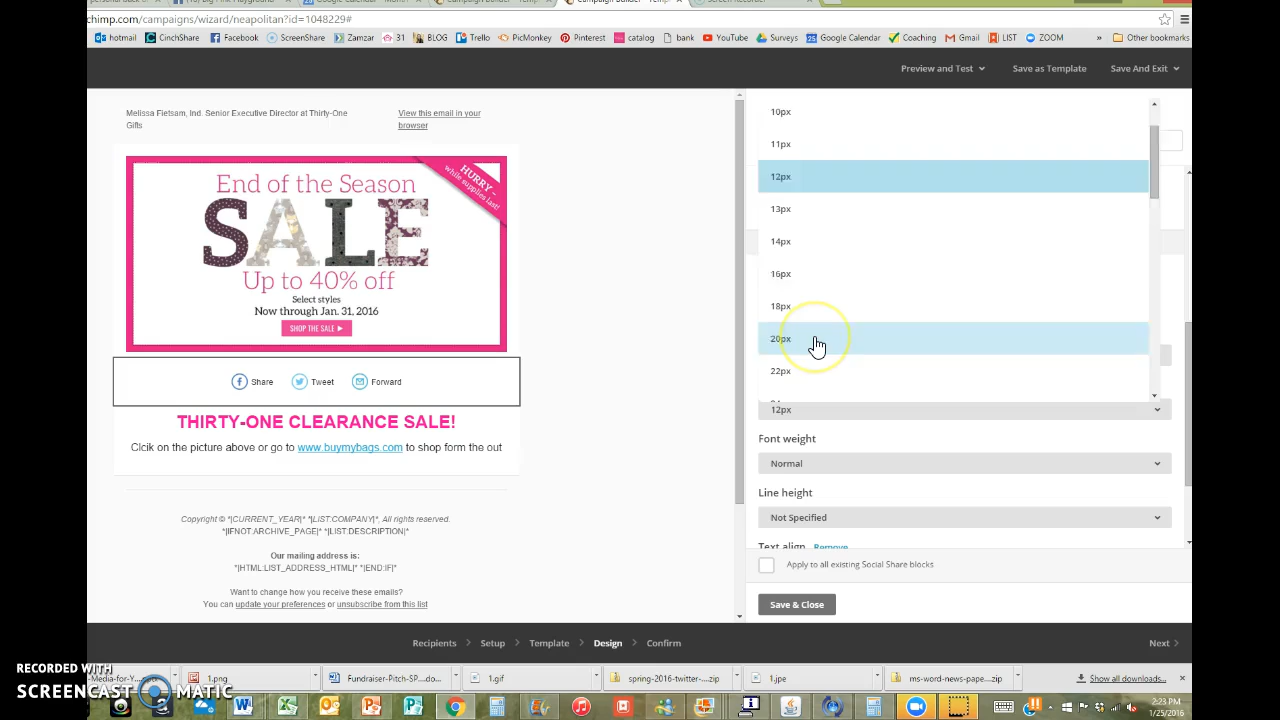 chimp.com/campaigns/wizard/neapolitan?id=1048229#
hotmail CinchShare Facebook ScreenShare Zamzar 31 BLOG Trello PicMonkey Pinterest catalog bank YouTube Surveys Google Calendar Coaching Gmail LIST ZOOM » Other bookmarks
Preview and Test Save as Template Save And Exit
Melissa Fietsam, Ind. Senior Executive Director at Thirty-One
Gifts
View this email in your
browser
HURRY –
while supplies last!
End of the Season
SALE
Up to 40% off
Select styles
Now through Jan. 31, 2016
SHOP THE SALE ▶
Share Tweet Forward
THIRTY-ONE CLEARANCE SALE!
Clcik on the picture above or go to www.buymybags.com to shop form the out
Copyright © *|CURRENT_YEAR|* *|LIST:COMPANY|*, All rights reserved.
*|IFNOT:ARCHIVE_PAGE|* *|LIST:DESCRIPTION|*
Our mailing address is:
*|HTML:LIST_ADDRESS_HTML|* *|END:IF|*
Want to change how you receive these emails?
You can update your preferences or unsubscribe from this list
10px
11px
12px
13px
14px
16px
18px
20px
22px
12px
Font weight
Normal
Line height
Not Specified
Text align Remove
Apply to all existing Social Share blocks
Save & Close
Recipients > Setup > Template > Design > Confirm
Next >
-Media-for-Y... 1.png Fundraiser-Pitch-SP....do... 1.gif spring-2016-twitter-...zip 1.jpe ms-word-news-pape....zip Show all downloads...
RECORDED WITH
SCREENCAST-O-MATIC
2:23 PM
1/25/2016